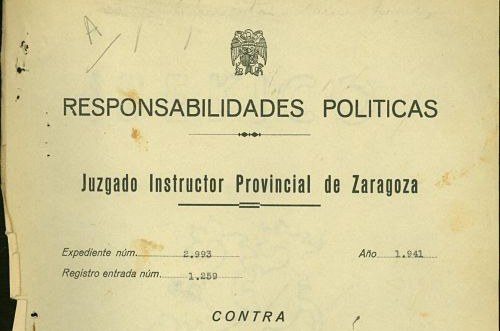 A
RESPONSABILIDADES POLITICAS
Juzgado Instructor Provincial de Zaragoza
Expediente núm. 2.993 Año 1.941
Registro entrada núm. 1.259
CONTRA